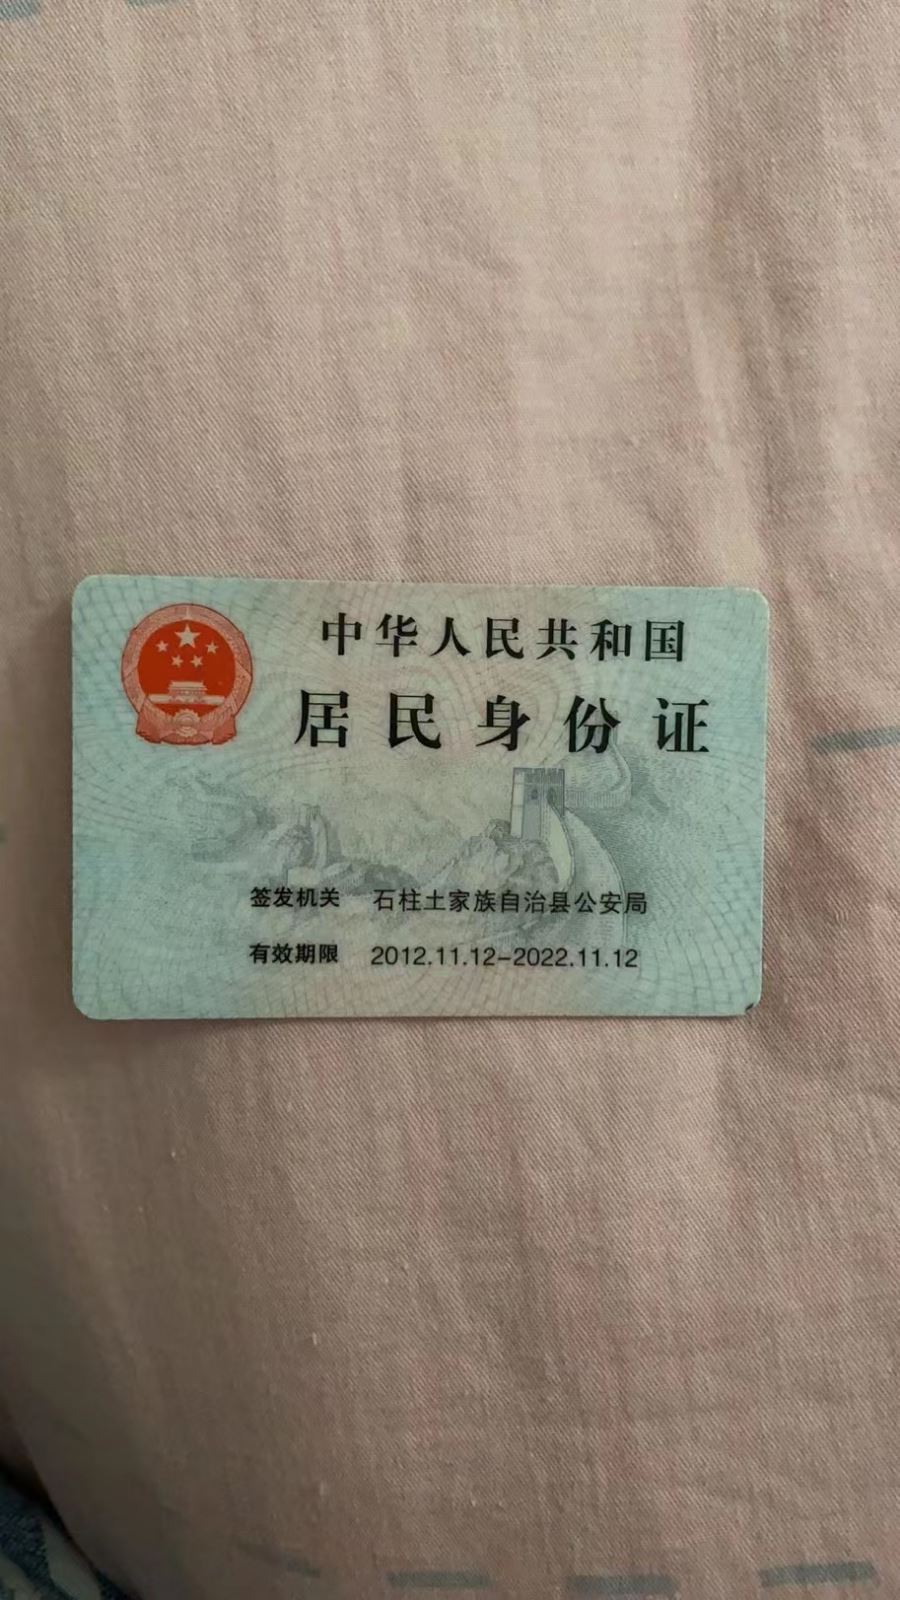 中华人民共和国
居民身份证
签发机关 石柱土家族自治县公安局
有效期限 2012.11.12-2022.11.12